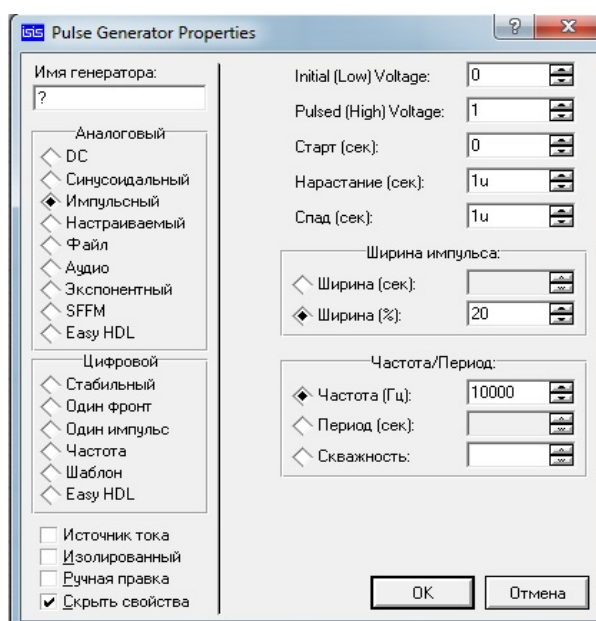 isis Pulse Generator Properties
Имя генератора:
?
Аналоговый
DC
Синусоидальный
Импульсный
Настраиваемый
Файл
Аудио
Экспонентный
SFFM
Easy HDL
Цифровой
Стабильный
Один фронт
Один импульс
Частота
Шаблон
Easy HDL
Источник тока
Изолированный
Ручная правка
Скрыть свойства
Initial (Low) Voltage: 0
Pulsed (High) Voltage: 1
Старт (сек): 0
Нарастание (сек): 1u
Спад (сек): 1u
Ширина импульса:
Ширина (сек):
Ширина (%): 20
Частота/Период:
Частота (Гц): 10000
Период (сек):
Скважность:
OK Отмена